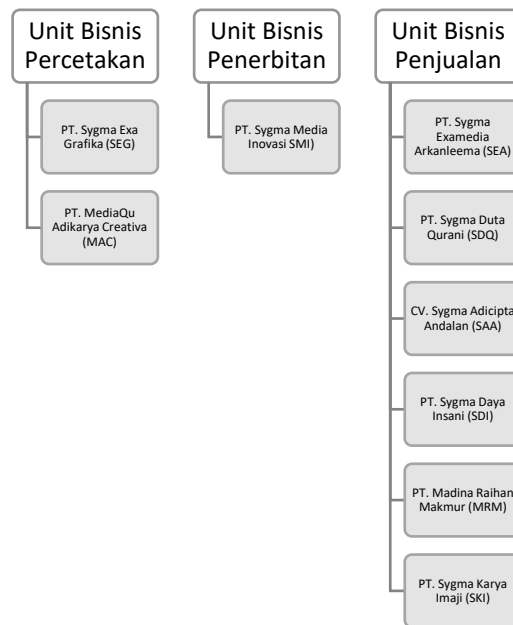 Unit Bisnis
Percetakan
PT. Sygma Exa
Grafika (SEG)
PT. MediaQu
Adikarya Creativa
(MAC)
Unit Bisnis
Penerbitan
PT. Sygma Media
Inovasi SMI)
Unit Bisnis
Penjualan
PT. Sygma
Examedia
Arkanleema (SEA)
PT. Sygma Duta
Qurani (SDQ)
CV. Sygma Adicipta
Andalan (SAA)
PT. Sygma Daya
Insani (SDI)
PT. Madina Raihan
Makmur (MRM)
PT. Sygma Karya
Imaji (SKI)